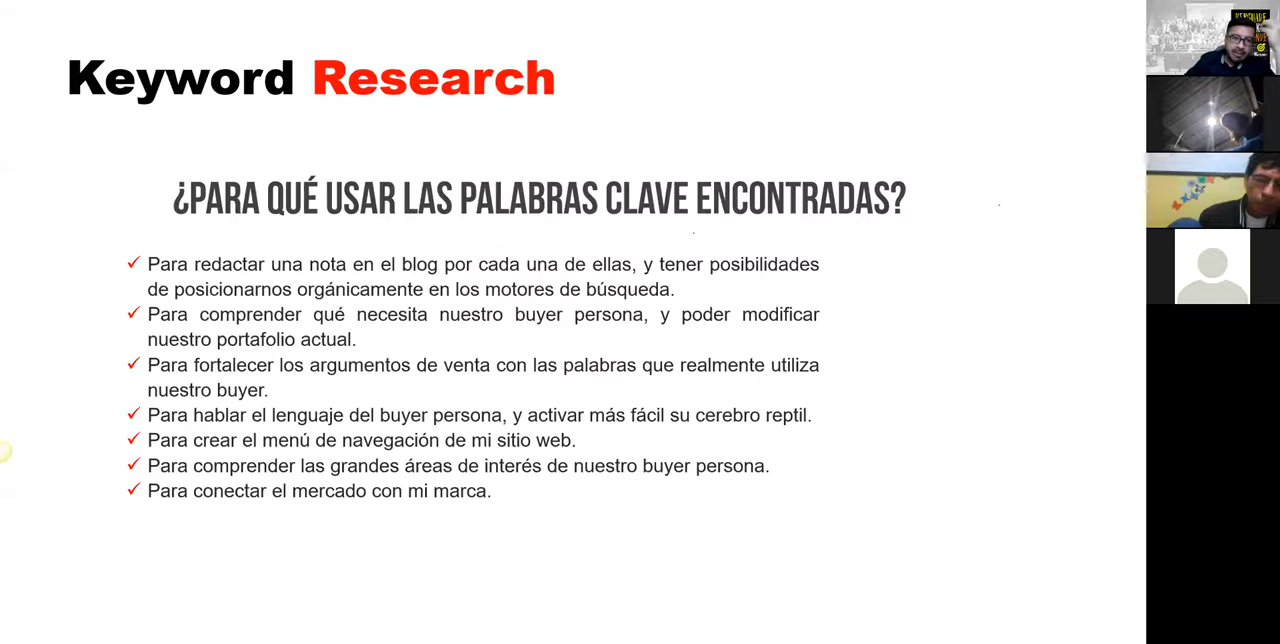 Keyword Research
¿PARA QUÉ USAR LAS PALABRAS CLAVE ENCONTRADAS?
✓ Para redactar una nota en el blog por cada una de ellas, y tener posibilidades
de posicionarnos orgánicamente en los motores de búsqueda.
✓ Para comprender qué necesita nuestro buyer persona, y poder modificar
nuestro portafolio actual.
✓ Para fortalecer los argumentos de venta con las palabras que realmente utiliza
nuestro buyer.
✓ Para hablar el lenguaje del buyer persona, y activar más fácil su cerebro reptil.
✓ Para crear el menú de navegación de mi sitio web.
✓ Para comprender las grandes áreas de interés de nuestro buyer persona.
✓ Para conectar el mercado con mi marca.